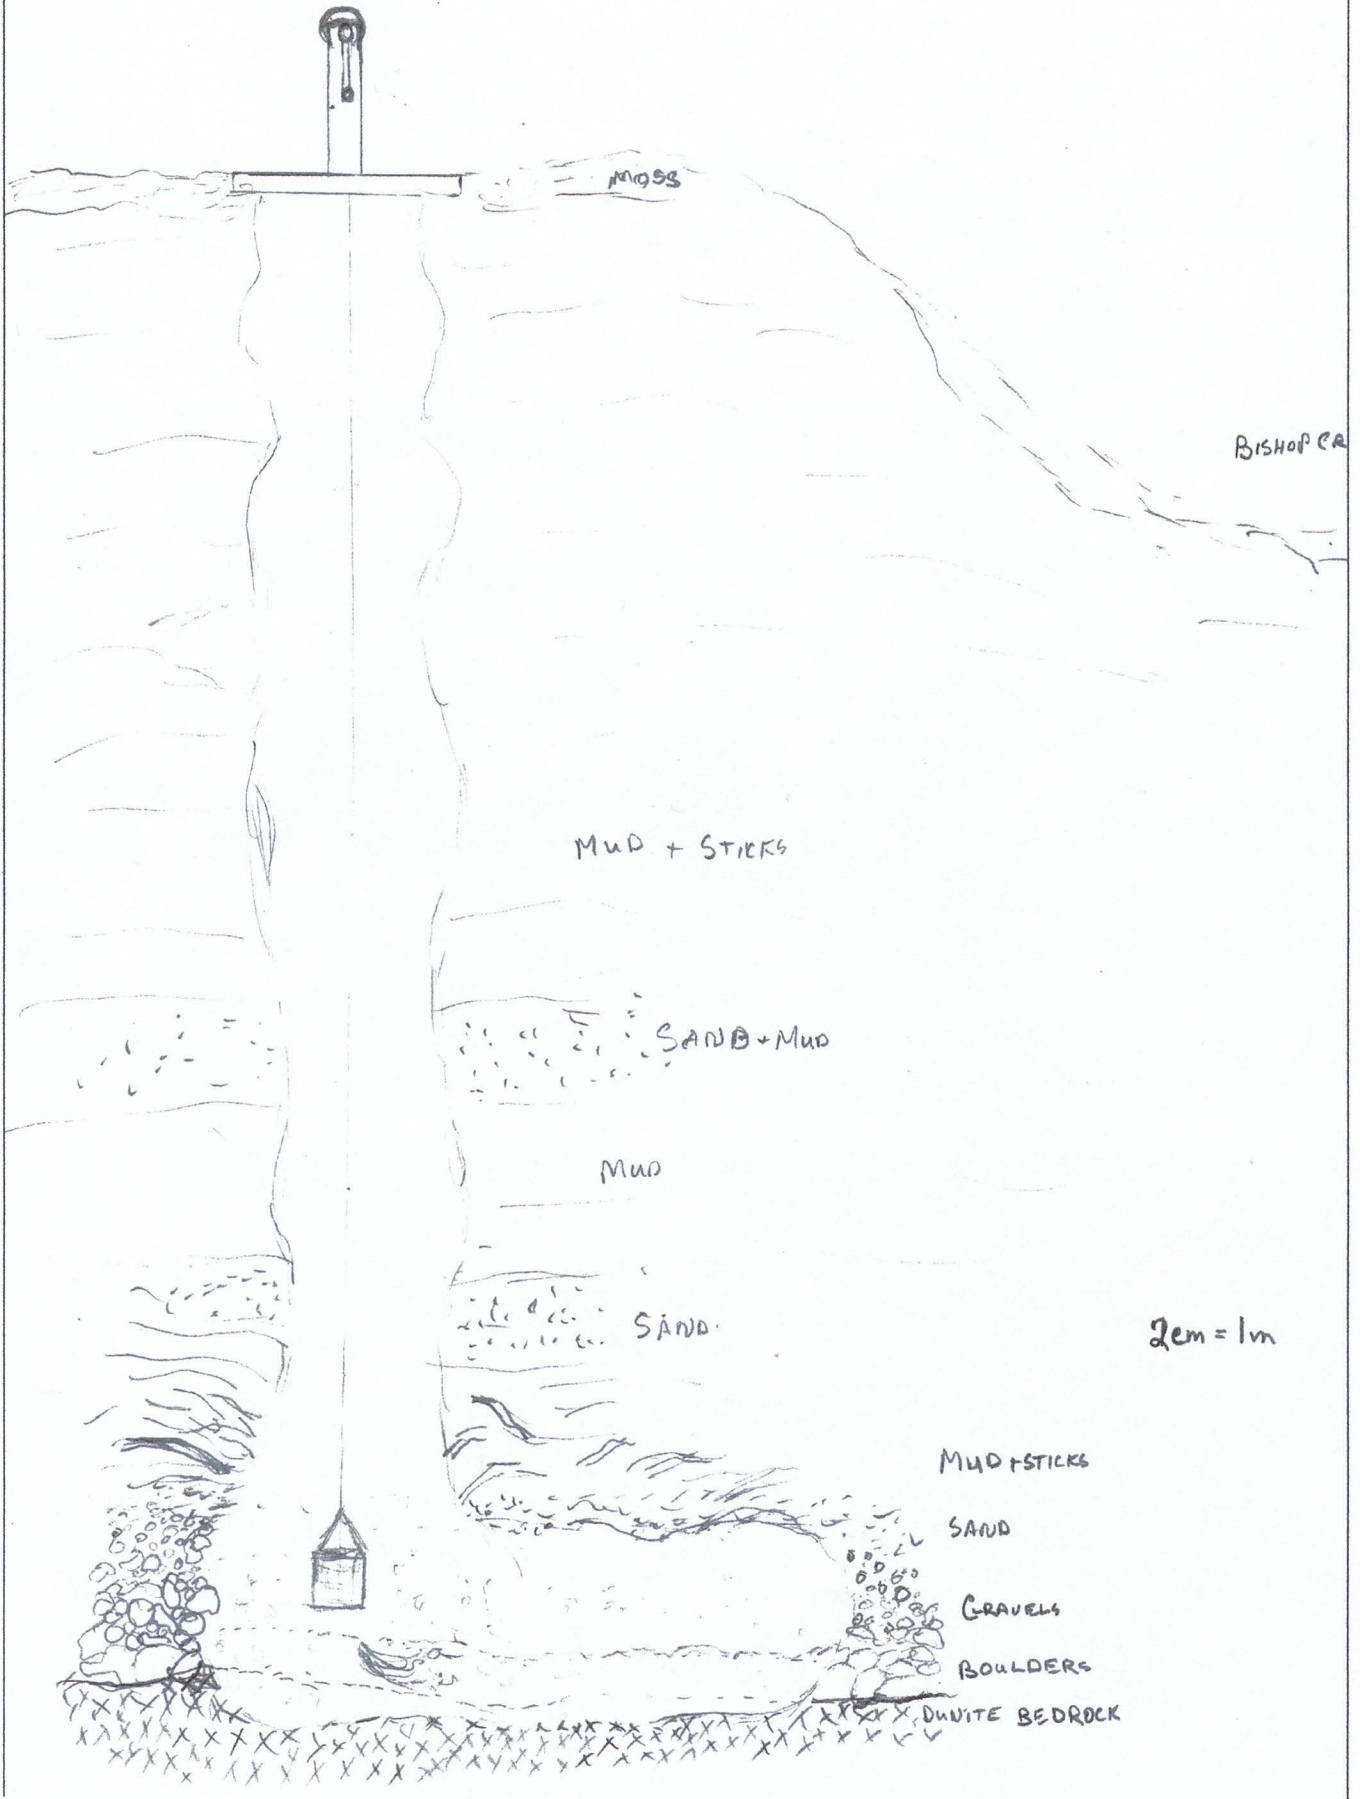 MOSS
BISHOP CR
MUD + STICKS
SAND + MUD
MUD
SAND.
2cm = 1m
MUD + STICKS
SAND
GRAVELS
BOULDERS
DUNITE BEDROCK